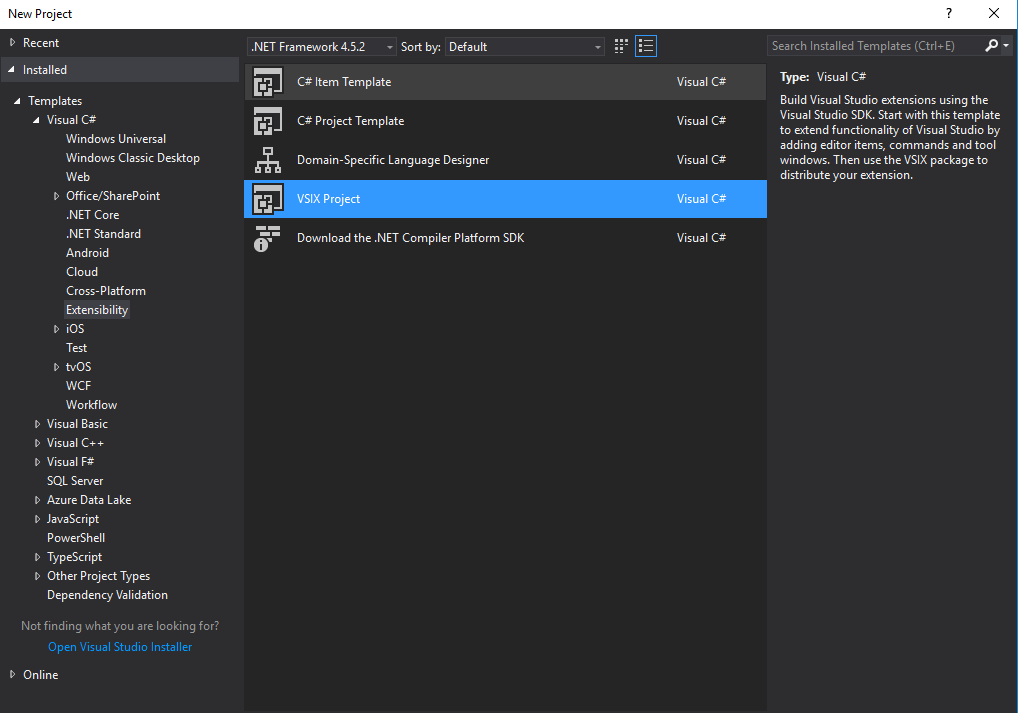 New Project
?
Recent
Installed
Templates
Visual C#
Windows Universal
Windows Classic Desktop
Web
Office/SharePoint
.NET Core
.NET Standard
Android
Cloud
Cross-Platform
Extensibility
iOS
Test
tvOS
WCF
Workflow
Visual Basic
Visual C++
Visual F#
SQL Server
Azure Data Lake
JavaScript
PowerShell
TypeScript
Other Project Types
Dependency Validation
Not finding what you are looking for?
Open Visual Studio Installer
Online
.NET Framework 4.5.2 Sort by: Default
C# Item Template Visual C#
C# Project Template Visual C#
Domain-Specific Language Designer Visual C#
VSIX Project Visual C#
Download the .NET Compiler Platform SDK Visual C#
Search Installed Templates (Ctrl+E)
Type: Visual C#
Build Visual Studio extensions using the
Visual Studio SDK. Start with this template
to extend functionality of Visual Studio by
adding editor items, commands and tool
windows. Then use the VSIX package to
distribute your extension.